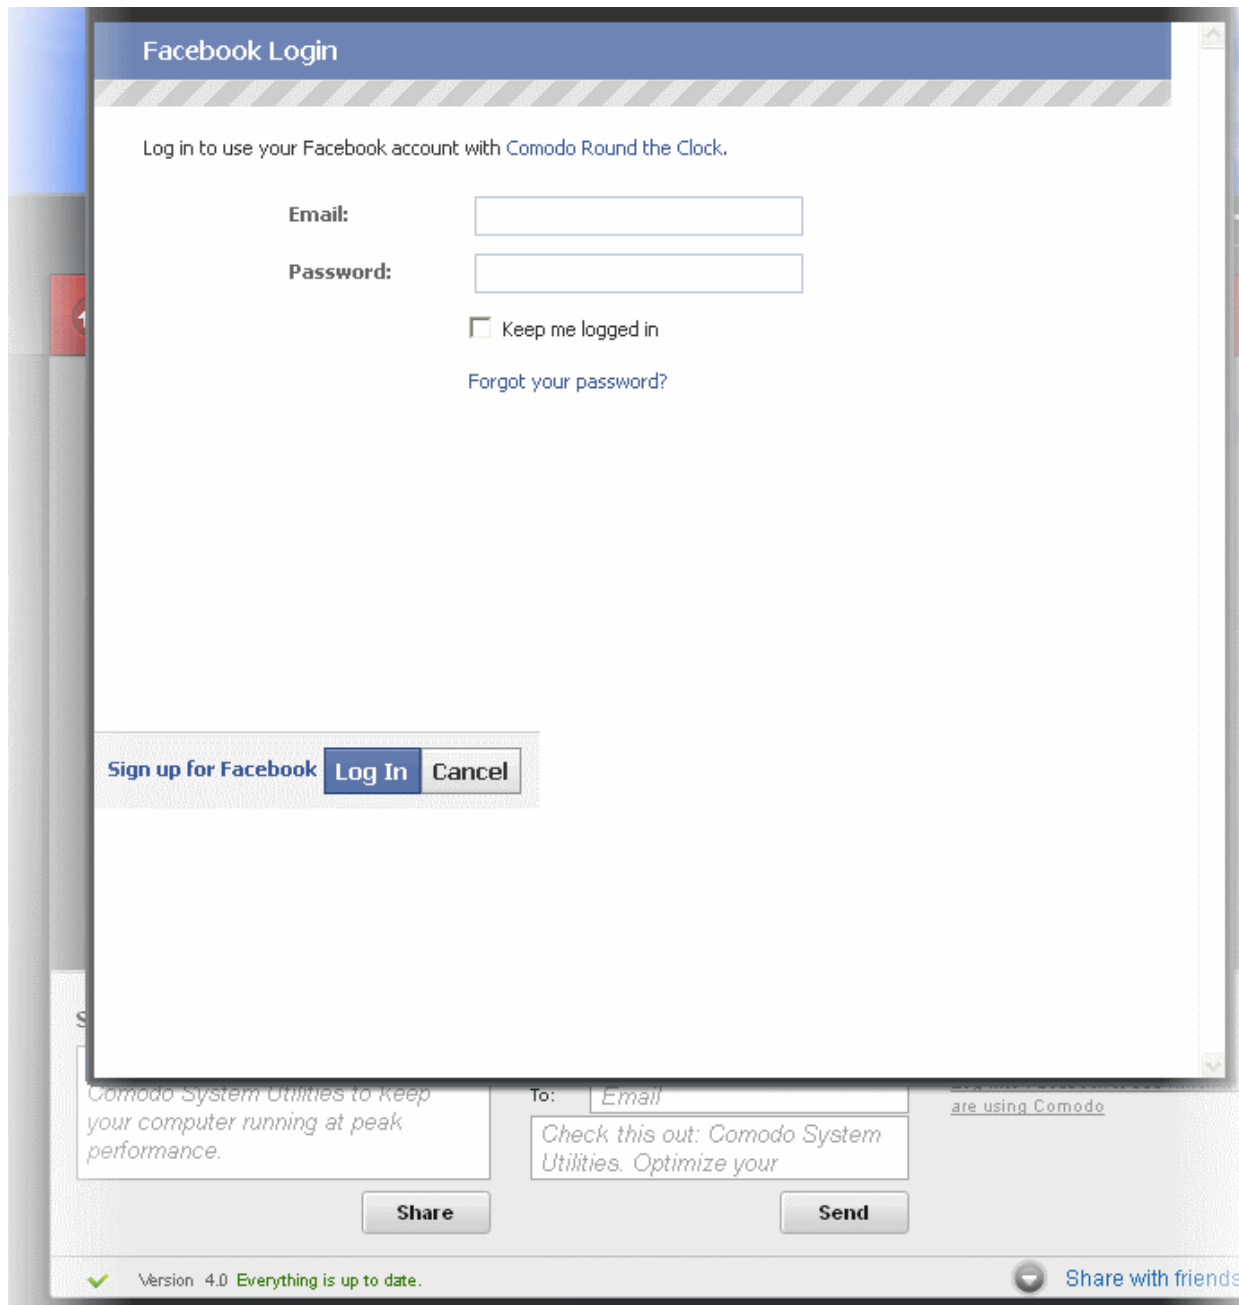 Facebook Login
Log in to use your Facebook account with Comodo Round the Clock.
Email:
Password:
Keep me logged in
Forgot your password?
Sign up for Facebook Log In Cancel
S
Comodo System Utilities to keep
your computer running at peak
performance.
Share
To: Email
Check this out: Comodo System
Utilities. Optimize your
Send
are using Comodo
Version 4.0 Everything is up to date.
Share with friends